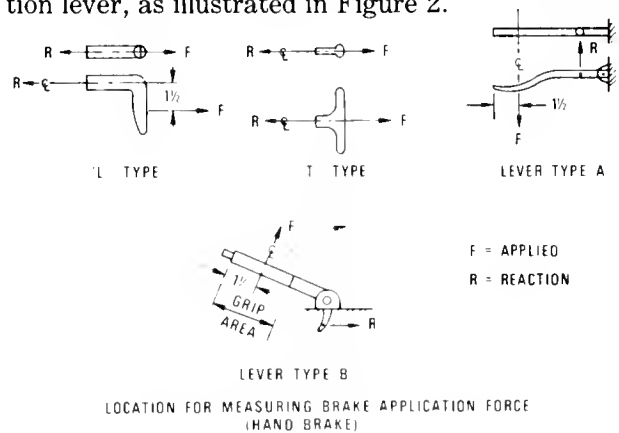 tion lever, as illustrated in Figure 2.
R F R F
R ℄ 1½ F R ℄ F
R ℄ 1½ F
L TYPE T TYPE LEVER TYPE A
F ℄
1½
GRIP
AREA
R
F = APPLIED
R = REACTION
LEVER TYPE B
LOCATION FOR MEASURING BRAKE APPLICATION FORCE
(HAND BRAKE)